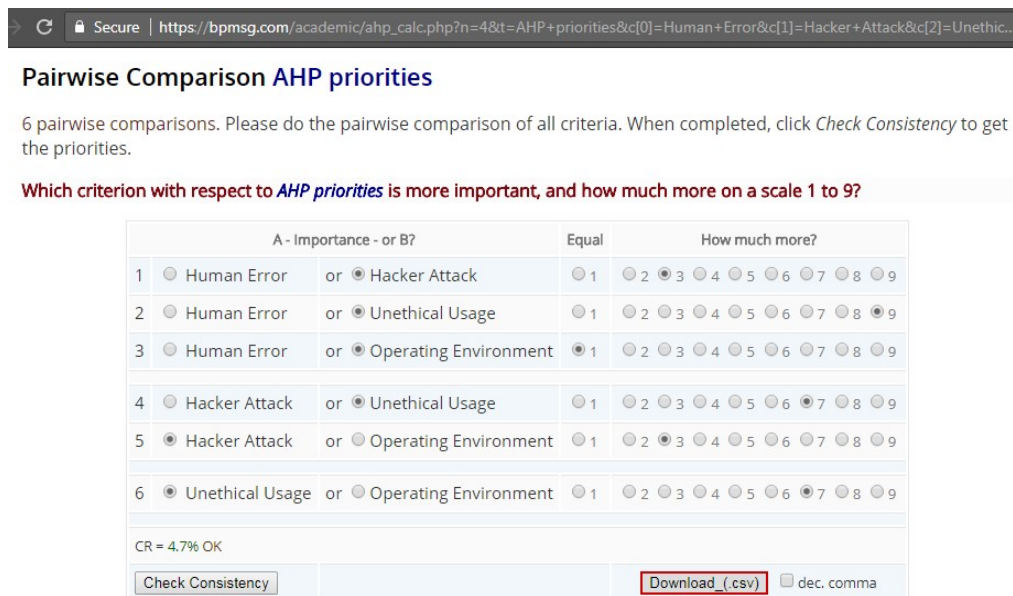 Secure | https://bpmsg.com/academic/ahp_calc.php?n=4&t=AHP+priorities&c[0]=Human+Error&c[1]=Hacker+Attack&c[2]=Unethic...
Pairwise Comparison AHP priorities
6 pairwise comparisons. Please do the pairwise comparison of all criteria. When completed, click Check Consistency to get
the priorities.
Which criterion with respect to AHP priorities is more important, and how much more on a scale 1 to 9?
A - Importance - or B? Equal How much more?
1 Human Error or Hacker Attack 1 2 3 4 5 6 7 8 9
2 Human Error or Unethical Usage 1 2 3 4 5 6 7 8 9
3 Human Error or Operating Environment 1 2 3 4 5 6 7 8 9
4 Hacker Attack or Unethical Usage 1 2 3 4 5 6 7 8 9
5 Hacker Attack or Operating Environment 1 2 3 4 5 6 7 8 9
6 Unethical Usage or Operating Environment 1 2 3 4 5 6 7 8 9
CR = 4.7% OK
Check Consistency Download_(.csv) dec. comma